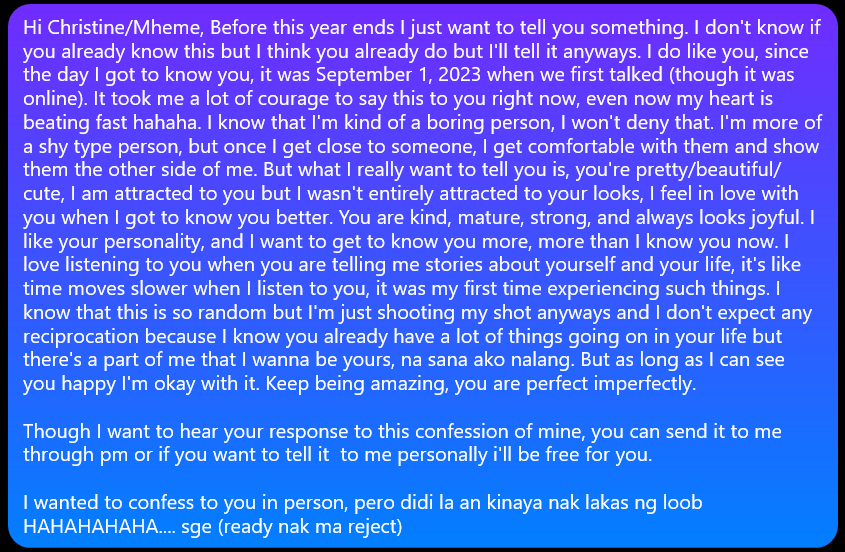 Hi Christine/Mheme, Before this year ends I just want to tell you something. I don't know if
you already know this but I think you already do but I'll tell it anyways. I do like you, since
the day I got to know you, it was September 1, 2023 when we first talked (though it was
online). It took me a lot of courage to say this to you right now, even now my heart is
beating fast hahaha. I know that I'm kind of a boring person, I won't deny that. I'm more of
a shy type person, but once I get close to someone, I get comfortable with them and show
them the other side of me. But what I really want to tell you is, you're pretty/beautiful/
cute, I am attracted to you but I wasn't entirely attracted to your looks, I feel in love with
you when I got to know you better. You are kind, mature, strong, and always looks joyful. I
like your personality, and I want to get to know you more, more than I know you now. I
love listening to you when you are telling me stories about yourself and your life, it's like
time moves slower when I listen to you, it was my first time experiencing such things. I
know that this is so random but I'm just shooting my shot anyways and I don't expect any
reciprocation because I know you already have a lot of things going on in your life but
there's a part of me that I wanna be yours, na sana ako nalang. But as long as I can see
you happy I'm okay with it. Keep being amazing, you are perfect imperfectly.
Though I want to hear your response to this confession of mine, you can send it to me
through pm or if you want to tell it  to me personally i'll be free for you.
I wanted to confess to you in person, pero didi la an kinaya nak lakas ng loob
HAHAHAHAHA.... sge (ready nak ma reject)